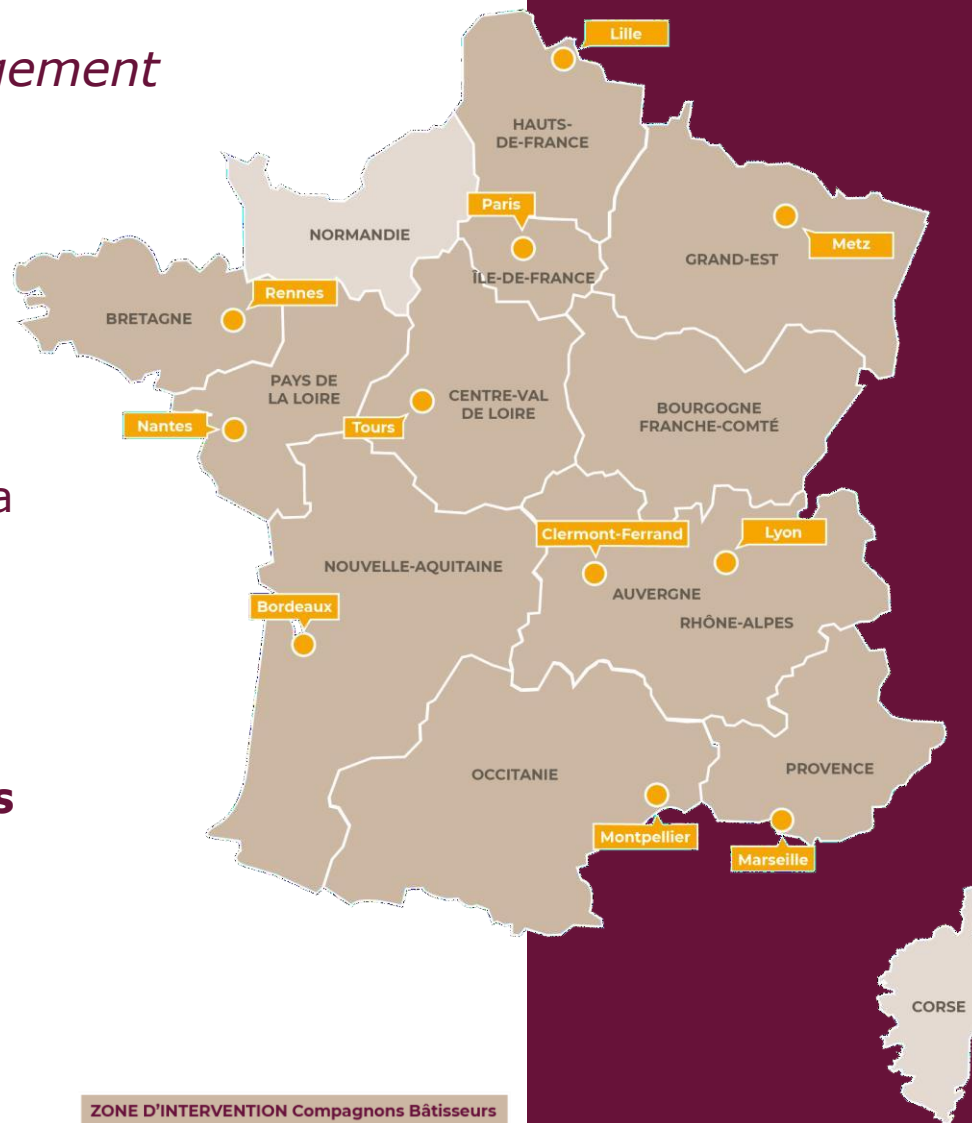 Lille
gement
HAUTS-
DE-FRANCE
Paris
NORMANDIE
Metz
GRAND-EST
ÎLE-DE-FRANCE
Rennes
BRETAGNE
PAYS DE
LA LOIRE
CENTRE-VAL
DE LOIRE
BOURGOGNE
FRANCHE-COMTÉ
Nantes
Tours
a
Clermont-Ferrand
Lyon
NOUVELLE-AQUITAINE
AUVERGNE
RHÔNE-ALPES
Bordeaux
PROVENCE
OCCITANIE
s
Montpellier
Marseille
CORSE
ZONE D'INTERVENTION Compagnons Bâtisseurs